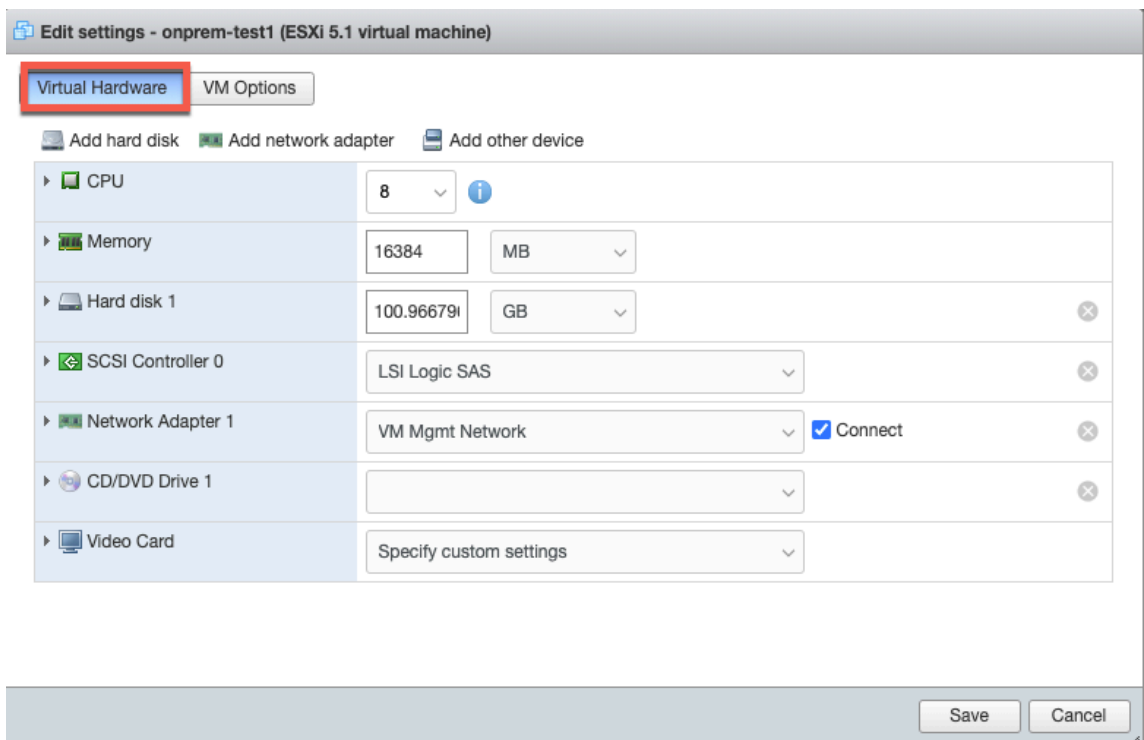 Edit settings - onprem-test1 (ESXi 5.1 virtual machine)
Virtual Hardware VM Options
Add hard disk Add network adapter Add other device
CPU 8
Memory 16384 MB
Hard disk 1 100.966796 GB
SCSI Controller 0 LSI Logic SAS
Network Adapter 1 VM Mgmt Network Connect
CD/DVD Drive 1
Video Card Specify custom settings
Save Cancel